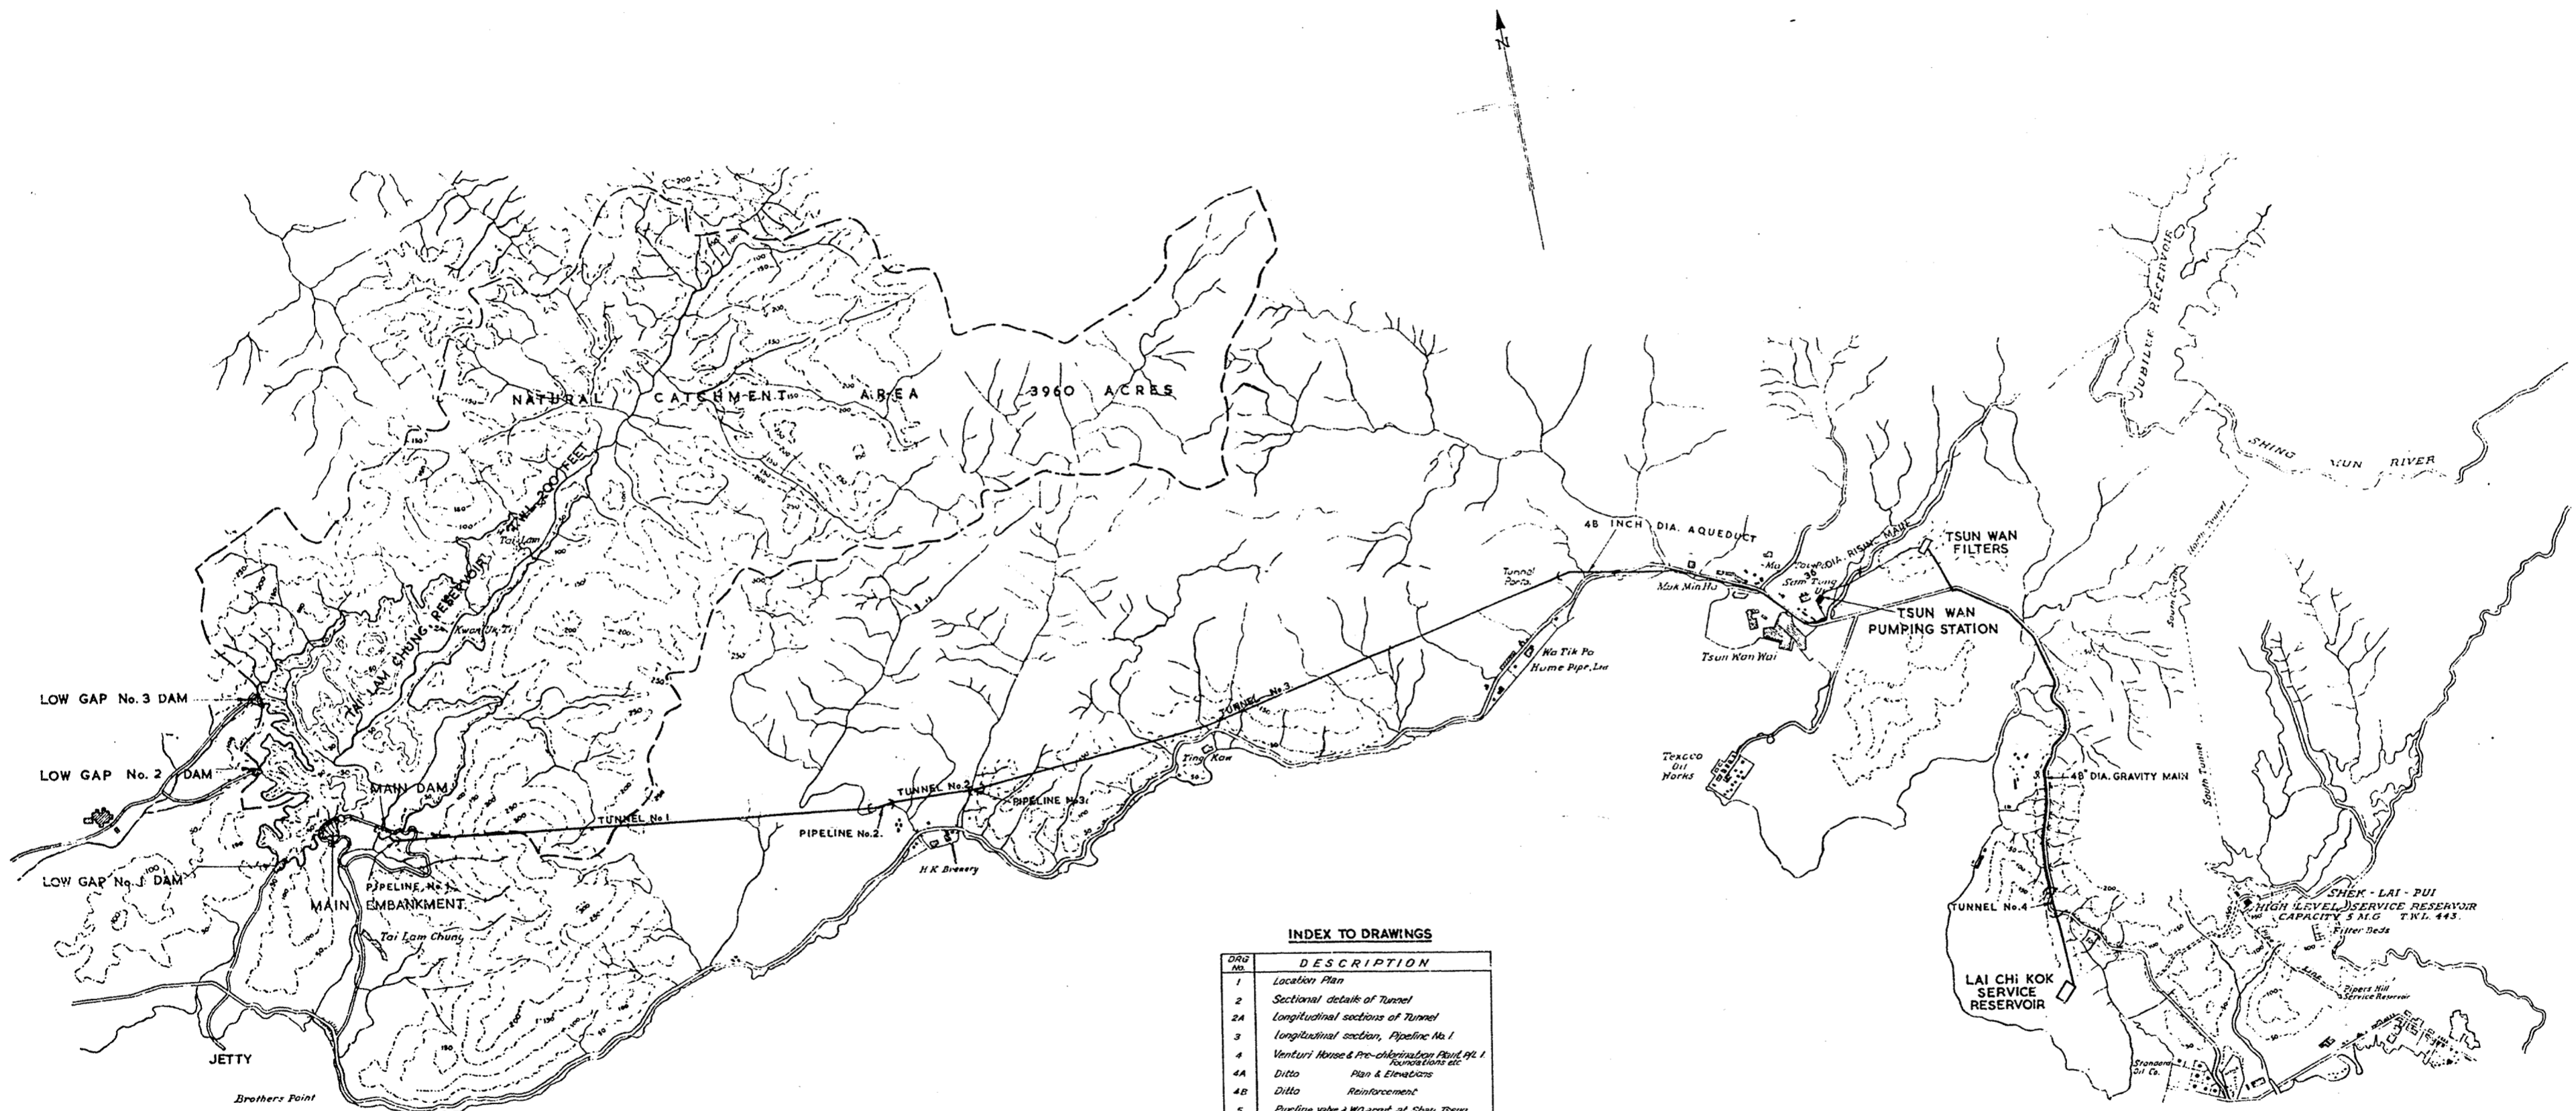 N
NATURAL CATCHMENT AREA 3960 ACRES
TAI LAM CHUNG RESERVOIR T.W.L. 200 FEET
Tai Lam
JUBILEE RESERVOIR
SHING MUN RIVER
North Tunnel
South Tunnel
South Tunnel
48 INCH DIA. AQUEDUCT
DIA. RISING MAIN
Sam Tung
TSUN WAN
FILTERS
TSUN WAN
PUMPING STATION
Tunnel
Mak Min Ha
Tsun Wan Wai
Wa Tik Po
Hume Pipe, Ltd
TUNNEL No.3
Ting Kaw
Texaco
Oil
Works
48" DIA. GRAVITY MAIN
LOW GAP No. 3 DAM
LOW GAP No. 2 DAM
MAIN DAM
TUNNEL No.1
TUNNEL No.2
PIPELINE No.3
PIPELINE No.2.
H K Brewery
LOW GAP No.1 DAM
PIPELINE No.1
MAIN EMBANKMENT.
Tai Lam Chung
JETTY
Brothers Point
TUNNEL No.4
SHEK - LAI - PUI
HIGH LEVEL SERVICE RESERVOIR
CAPACITY 5 M.G T.W.L. 443.
Filter Beds
LAI CHI KOK
SERVICE
RESERVOIR
Pipers Hill
Service Reservoir
Standard
Oil Co.
INDEX TO DRAWINGS
DRG No. DESCRIPTION
1 Location Plan
2 Sectional details of Tunnel
2A Longitudinal sections of Tunnel
3 Longitudinal section, Pipeline No. 1
4 Venturi House & Pre-chlorination Plant, P/L 1.
Foundations etc
4A Ditto Plan & Elevations
4B Ditto Reinforcement